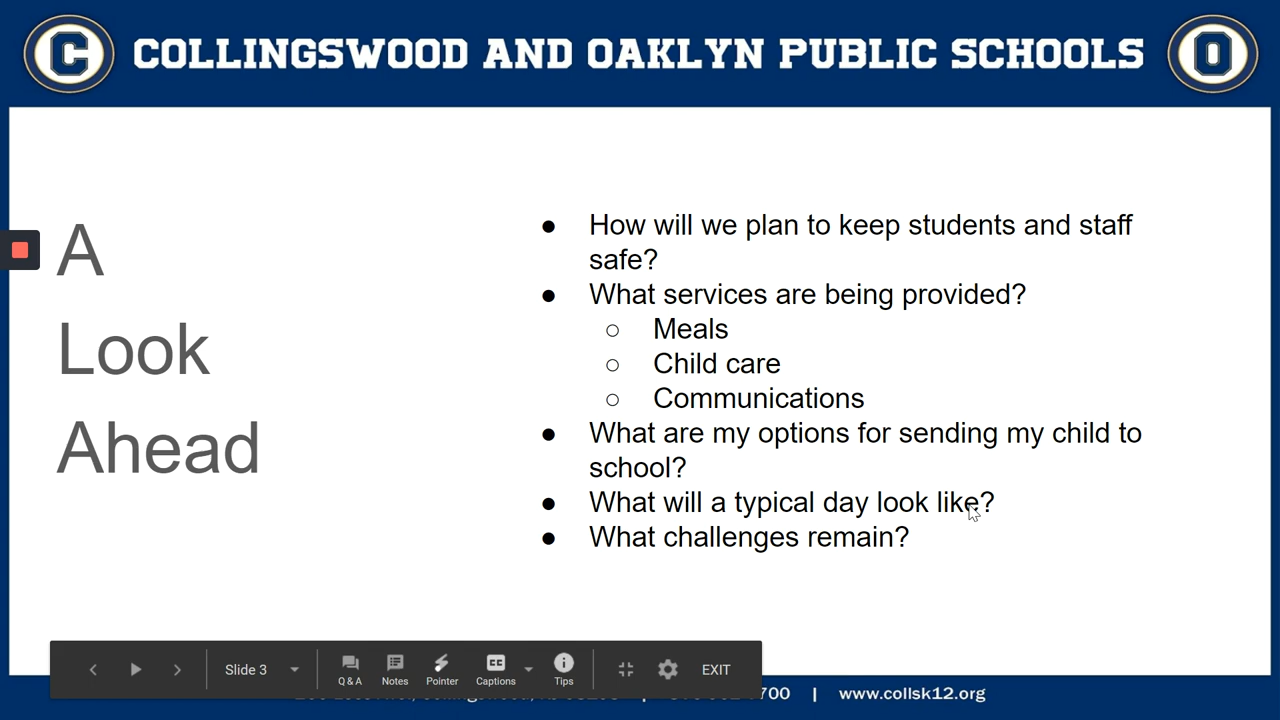 C
COLLINGSWOOD AND OAKLYN PUBLIC SCHOOLS
O
A
Look
Ahead
● How will we plan to keep students and staff
safe?
● What services are being provided?
○ Meals
○ Child care
○ Communications
● What are my options for sending my child to
school?
● What will a typical day look like?
● What challenges remain?
Slide 3
Q & A
Notes
Pointer
CC
Captions
Tips
EXIT
| www.collsk12.org